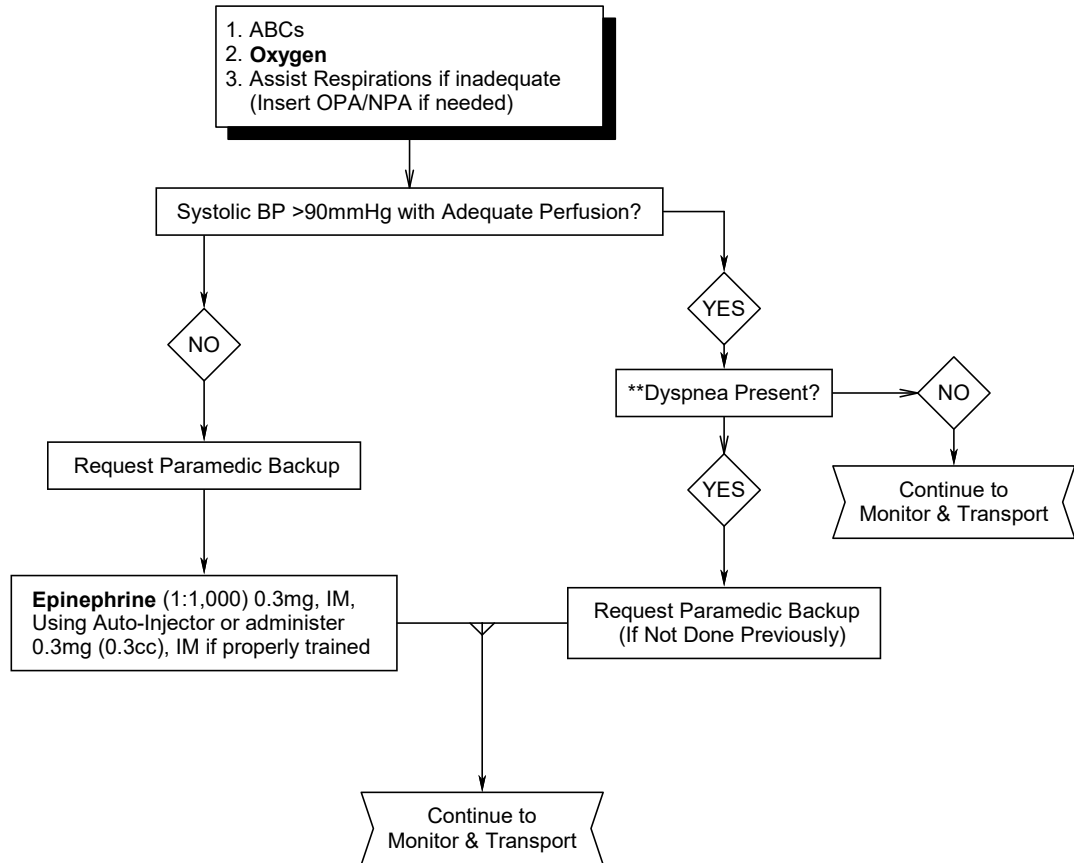 1. ABCs
2. Oxygen
3. Assist Respirations if inadequate
(Insert OPA/NPA if needed)
Systolic BP >90mmHg with Adequate Perfusion?
YES
NO
**Dyspnea Present?
NO
Request Paramedic Backup
YES
Continue to
Monitor & Transport
Epinephrine (1:1,000) 0.3mg, IM,
Using Auto-Injector or administer
0.3mg (0.3cc), IM if properly trained
Request Paramedic Backup
(If Not Done Previously)
Continue to
Monitor & Transport